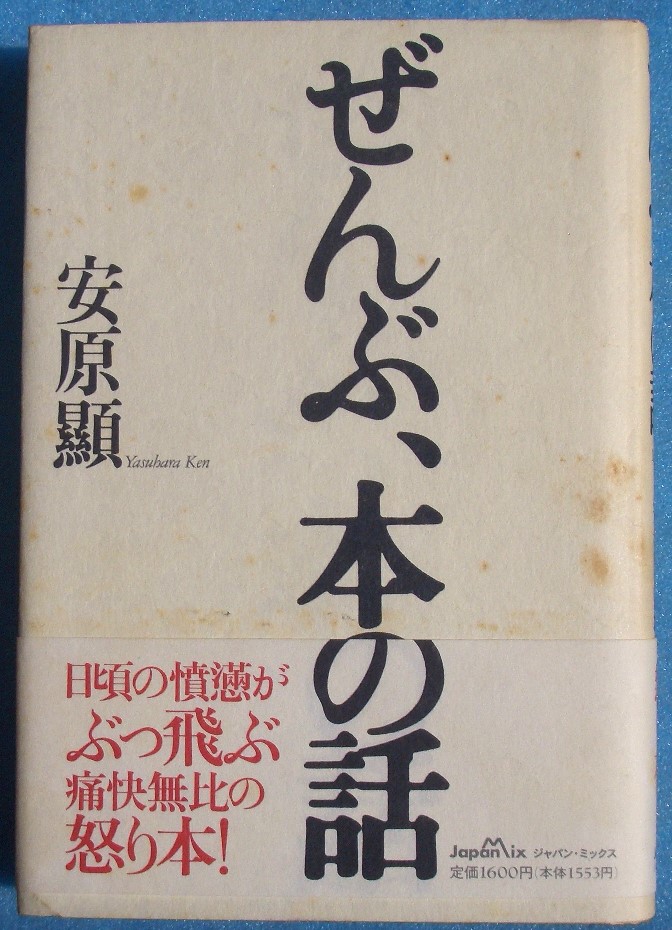 ぜんぶ、本の話
安原顯
Yasuhara Ken
日頃の憤懣が
ぶっ飛ぶ
痛快無比の
怒り本!
JapanMix ジャパン・ミックス
定価1600円(本体1553円)